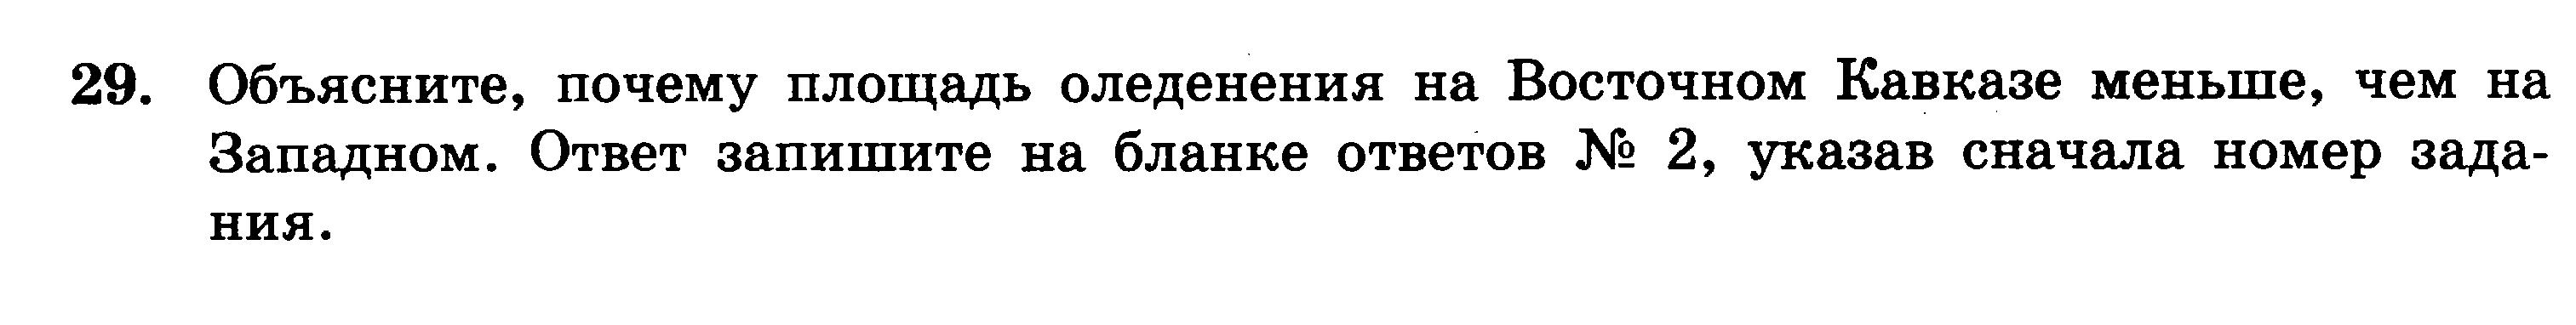 29. Объясните, почему площадь оледенения на Восточном Кавказе меньше, чем на
Западном. Ответ запишите на бланке ответов № 2, указав сначала номер зада-
ния.